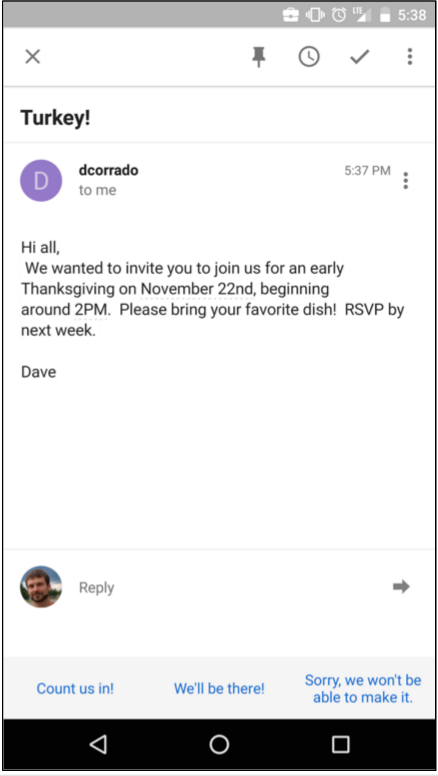 LTE 5:38
Turkey!
D
dcorrado
5:37 PM
to me
Hi all,
We wanted to invite you to join us for an early
Thanksgiving on November 22nd, beginning
around 2PM.  Please bring your favorite dish!  RSVP by
next week.
Dave
Reply
Count us in!
We'll be there!
Sorry, we won't be
able to make it.